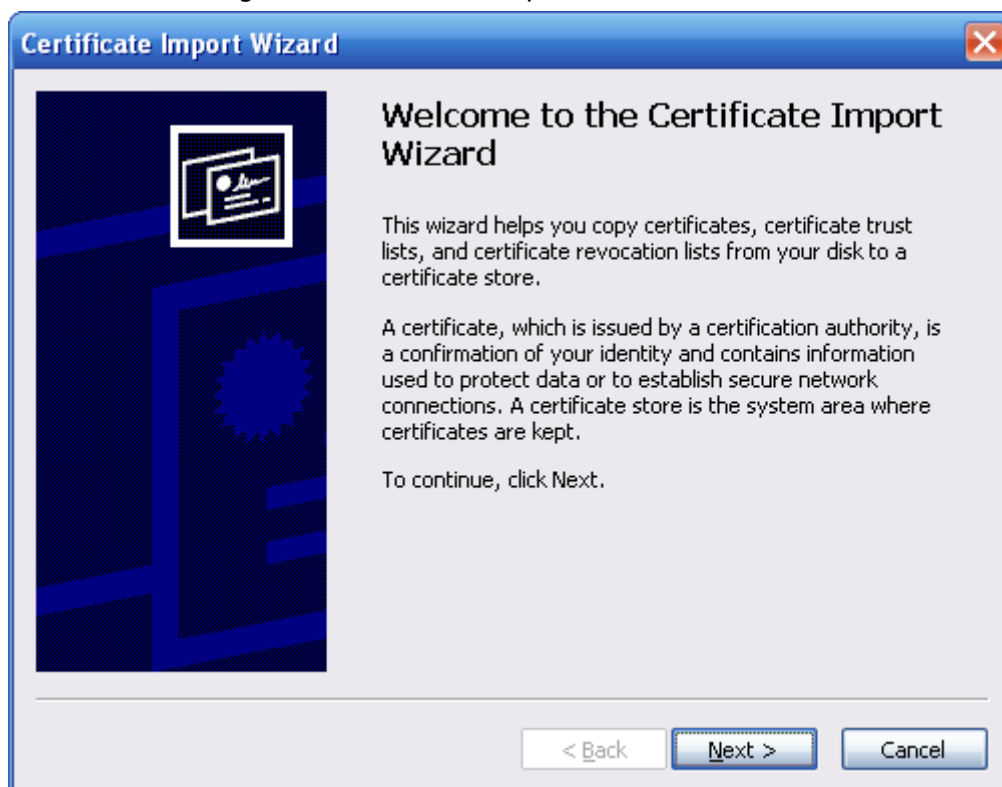 Certificate Import Wizard
Welcome to the Certificate Import
Wizard
This wizard helps you copy certificates, certificate trust
lists, and certificate revocation lists from your disk to a
certificate store.
A certificate, which is issued by a certification authority, is
a confirmation of your identity and contains information
used to protect data or to establish secure network
connections. A certificate store is the system area where
certificates are kept.
To continue, click Next.
< Back
Next >
Cancel